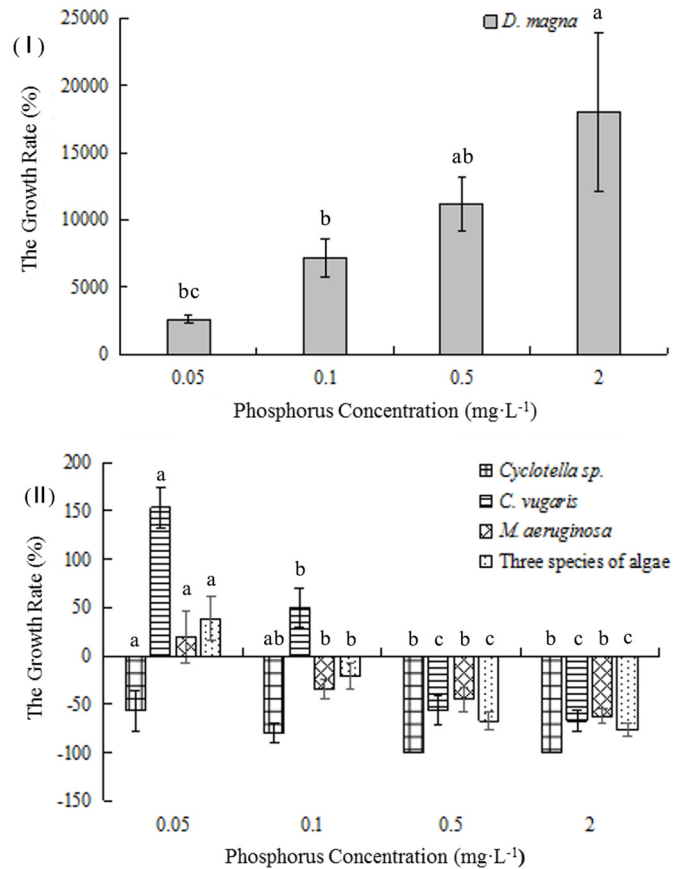 (I)
D. magna
25000
20000
15000
10000
5000
0
The Growth Rate (%)
bc
b
ab
a
0.05 0.1 0.5 2
Phosphorus Concentration (mg·L-1)
(II)
Cyclotella sp.
C. vugaris
M. aeruginosa
Three species of algae
200
150
100
50
0
-50
-100
-150
The Growth Rate (%)
a a a a
ab b b b
b c b c
b c b c
0.05 0.1 0.5 2
Phosphorus Concentration (mg·L-1)